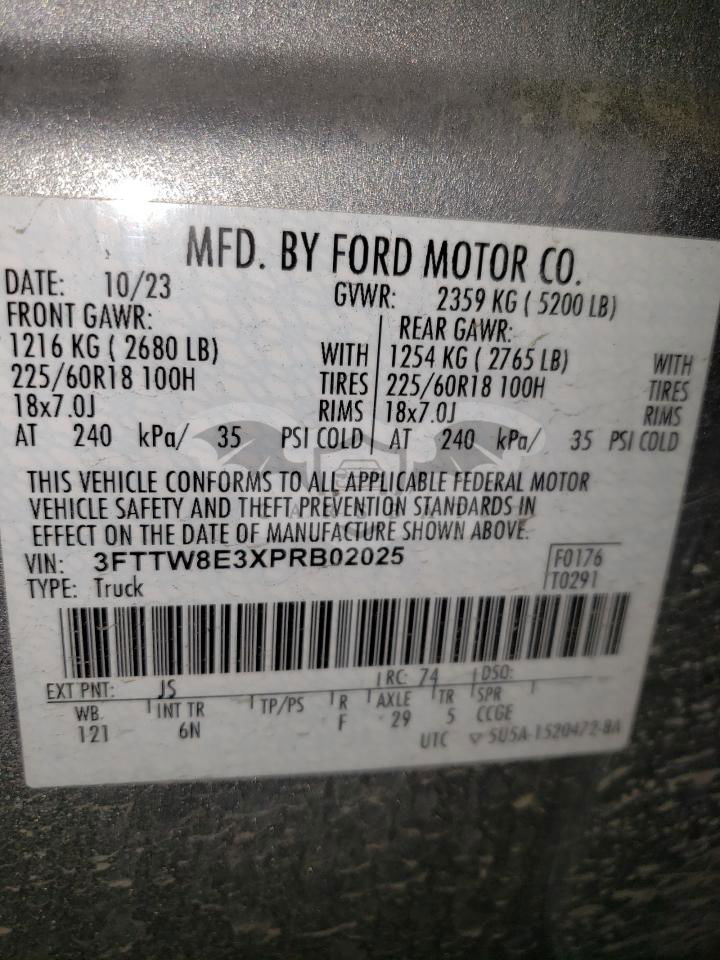 MFD. BY FORD MOTOR CO.
DATE: 10/23 GVWR: 2359 KG ( 5200 LB)
FRONT GAWR: REAR GAWR:
1216 KG ( 2680 LB) WITH 1254 KG ( 2765 LB) WITH
225/60R18 100H TIRES 225/60R18 100H TIRES
18x7.0J RIMS 18x7.0J RIMS
AT 240 kPa/ 35 PSI COLD AT 240 kPa/ 35 PSI COLD
THIS VEHICLE CONFORMS TO ALL APPLICABLE FEDERAL MOTOR
VEHICLE SAFETY AND THEFT PREVENTION STANDARDS IN
EFFECT ON THE DATE OF MANUFACTURE SHOWN ABOVE.
VIN: 3FTTW8E3XPRB02025 F0176
TYPE: Truck T0291
EXT PNT: JS RC: 74 DSO:
WB INT TR TP/PS R AXLE TR SPR
121 6N F 29 5 CCGE
UTC 5U5A-1520472-8A